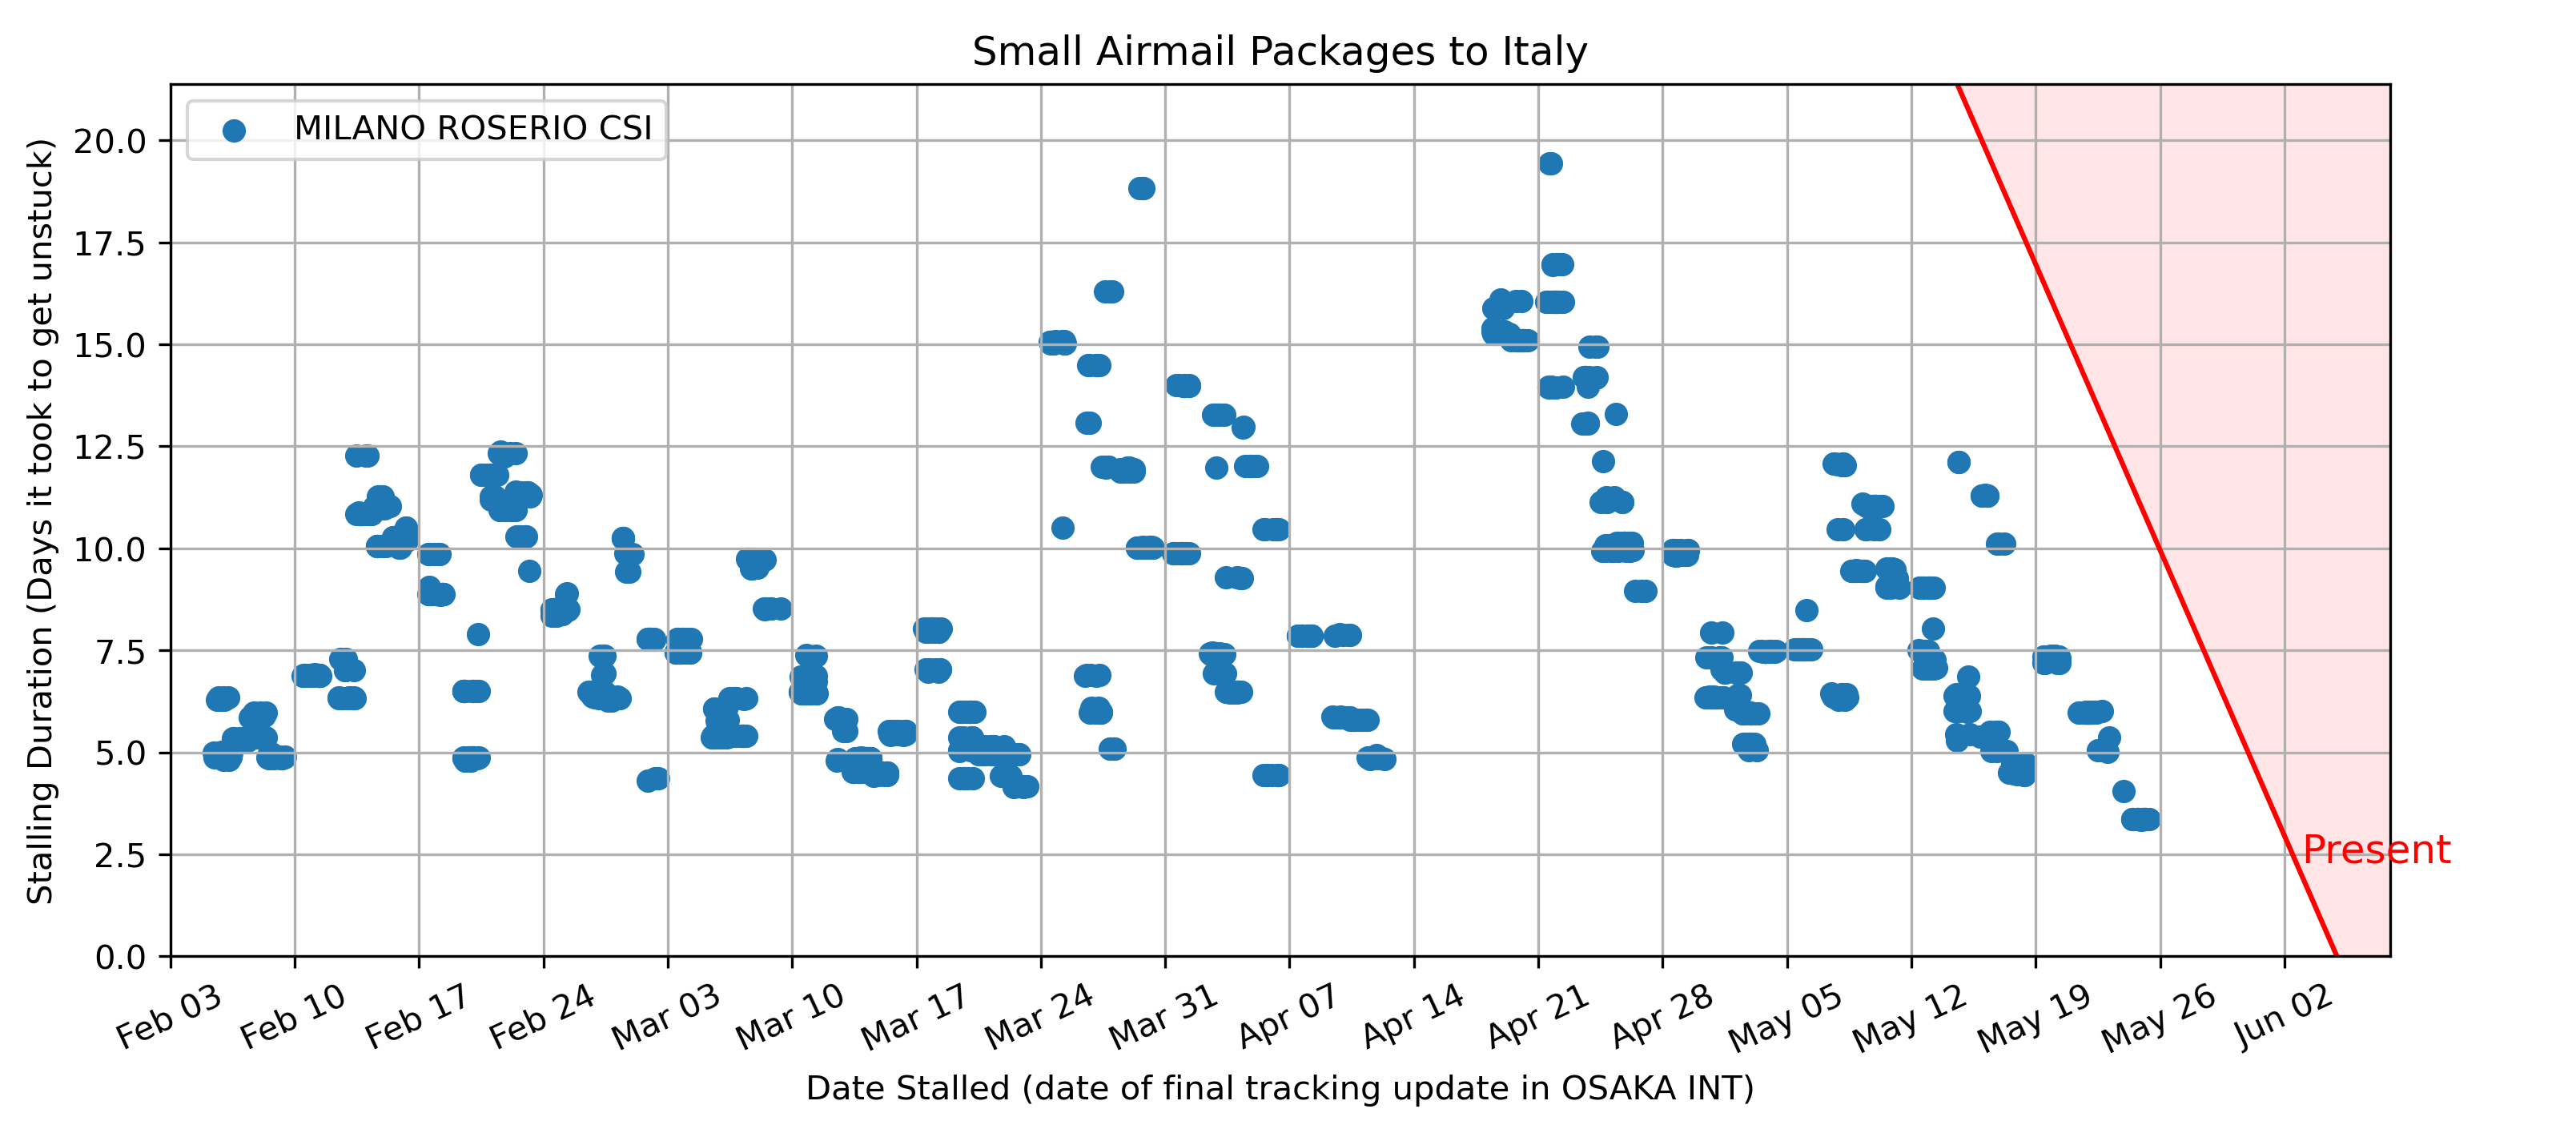 Small Airmail Packages to Italy
MILANO ROSERIO CSI
Stalling Duration (Days it took to get unstuck)
20.0
17.5
15.0
12.5
10.0
7.5
5.0
2.5
0.0
Present
Feb 03 Feb 10 Feb 17 Feb 24 Mar 03 Mar 10 Mar 17 Mar 24 Mar 31 Apr 07 Apr 14 Apr 21 Apr 28 May 05 May 12 May 19 May 26 Jun 02
Date Stalled (date of final tracking update in OSAKA INT)